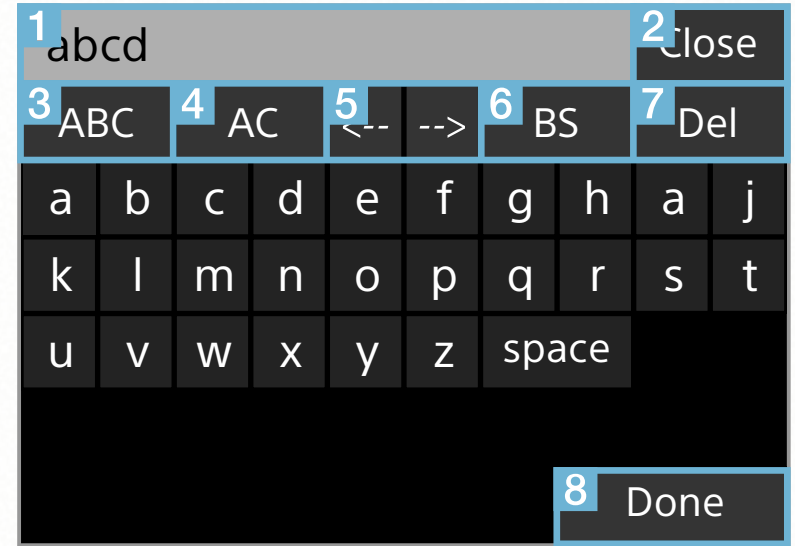 1 abcd 2 Close
3 ABC 4 AC 5 <-- --> 6 BS 7 Del
a b c d e f g h a j
k l m n o p q r s t
u v w x y z space
8 Done